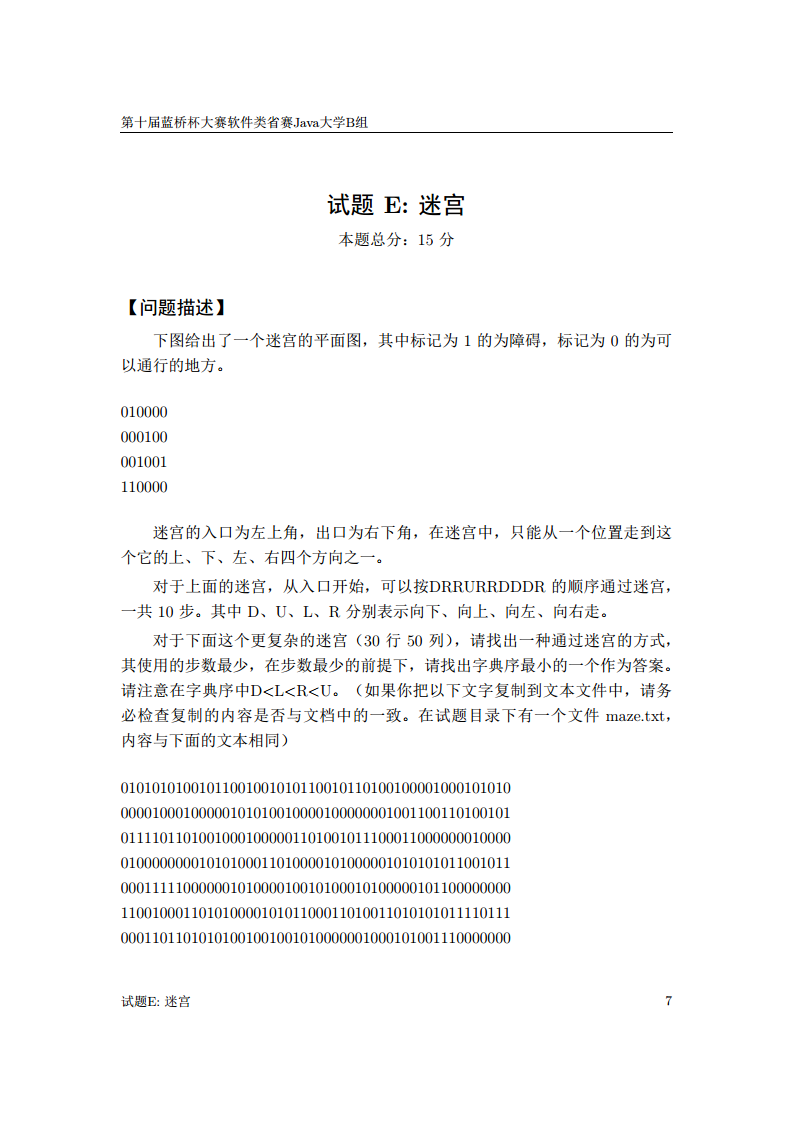 第十届蓝桥杯大赛软件类省赛Java大学B组
试题 E: 迷宫
本题总分：15 分
【问题描述】
下图给出了一个迷宫的平面图，其中标记为 1 的为障碍，标记为 0 的为可
以通行的地方。
010000
000100
001001
110000
迷宫的入口为左上角，出口为右下角，在迷宫中，只能从一个位置走到这
个它的上、下、左、右四个方向之一。
对于上面的迷宫，从入口开始，可以按DRRURRDDDR 的顺序通过迷宫，
一共 10 步。其中 D、U、L、R 分别表示向下、向上、向左、向右走。
对于下面这个更复杂的迷宫（30 行 50 列），请找出一种通过迷宫的方式，
其使用的步数最少，在步数最少的前提下，请找出字典序最小的一个作为答案。
请注意在字典序中D<L<R<U。（如果你把以下文字复制到文本文件中，请务
必检查复制的内容是否与文档中的一致。在试题目录下有一个文件 maze.txt，
内容与下面的文本相同）
01010101001011001001010110010110100100001000101010
00001000100000101010010000100000001001100110100101
01111011010010001000001101001011100011000000010000
01000000001010100011010000101000001010101011001011
00011111000000101000010010100010100000101100000000
11001000110101000010101100011010011010101011110111
00011011010101001001001010000001000101001110000000
试题E: 迷宫
7